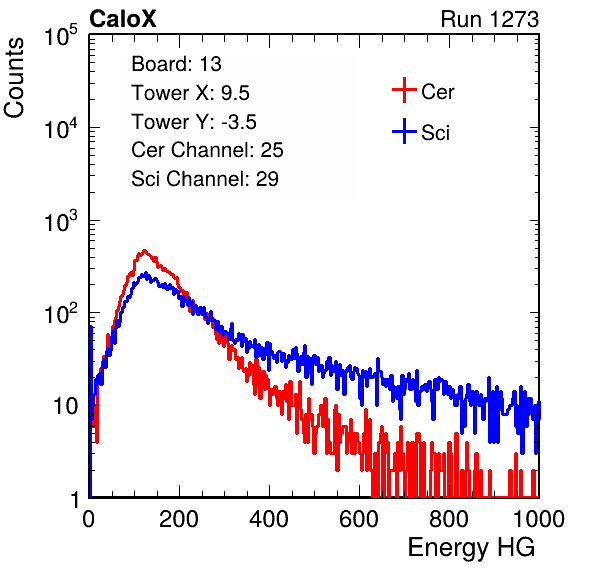 CaloX Run 1273
Counts
Board: 13
Tower X: 9.5
Tower Y: -3.5
Cer Channel: 25
Sci Channel: 29
Cer
Sci
10^5
10^4
10^3
10^2
10
1
0 200 400 600 800 1000
Energy HG